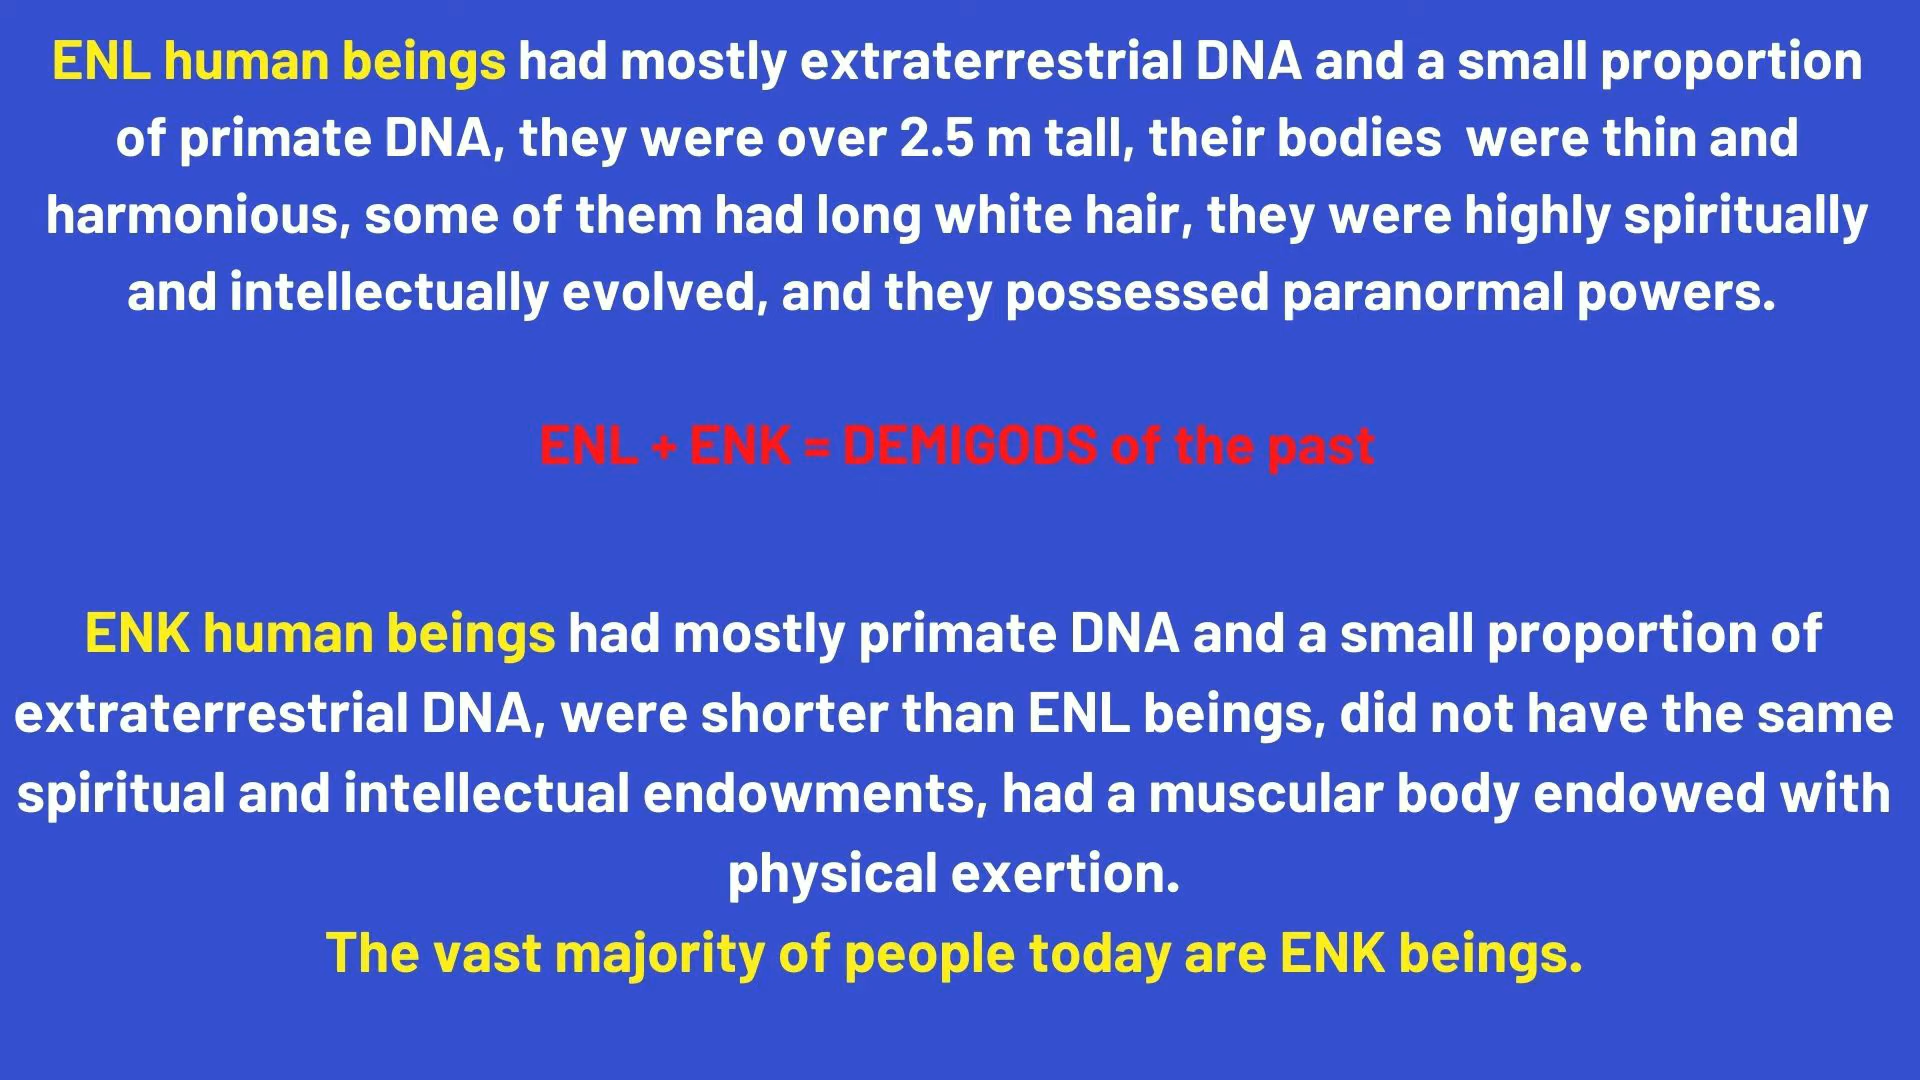 ENL human beings had mostly extraterrestrial DNA and a small proportion
of primate DNA, they were over 2.5 m tall, their bodies  were thin and
harmonious, some of them had long white hair, they were highly spiritually
and intellectually evolved, and they possessed paranormal powers.
ENL + ENK = DEMIGODS of the past
ENK human beings had mostly primate DNA and a small proportion of
extraterrestrial DNA, were shorter than ENL beings, did not have the same
spiritual and intellectual endowments, had a muscular body endowed with
physical exertion.
The vast majority of people today are ENK beings.